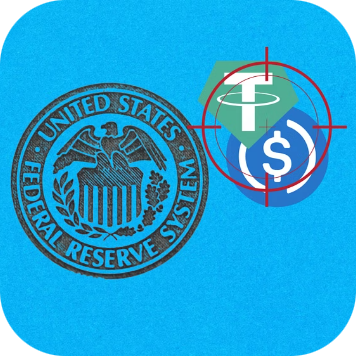 UNITED STATES
FEDERAL RESERVE SYSTEM
$